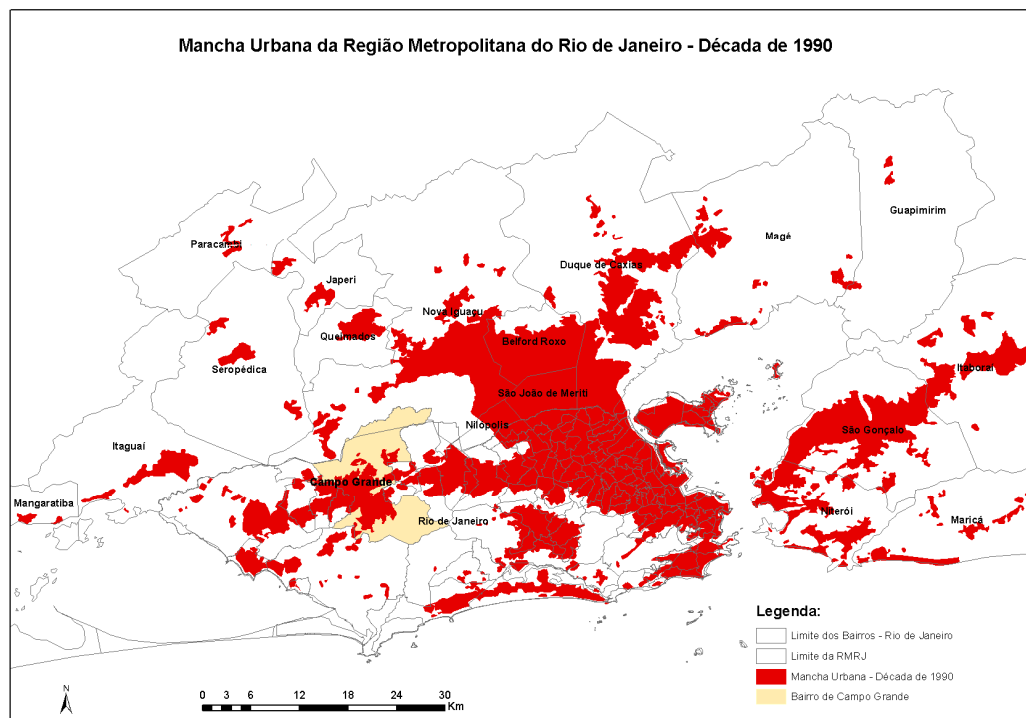 Mancha Urbana da Região Metropolitana do Rio de Janeiro - Década de 1990
Guapimirim
Magé
Paracambi
Duque de Caxias
Japeri
Nova Iguaçu
Queimados
Belford Roxo
Seropédica
Itaboraí
São João de Meriti
Nilópolis
São Gonçalo
Itaguaí
Campo Grande
Mangaratiba
Rio de Janeiro
Niterói
Maricá
Legenda:
Limite dos Bairros - Rio de Janeiro
Limite da RMRJ
Mancha Urbana - Década de 1990
Bairro de Campo Grande
N
0 3 6 12 18 24 30
Km